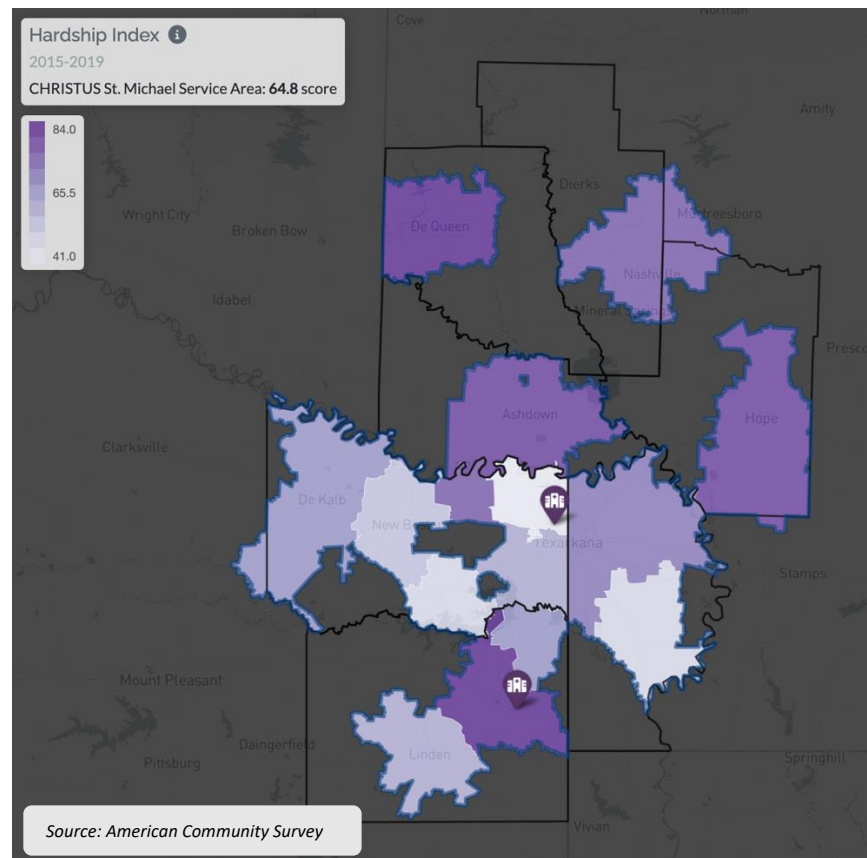 Hardship Index
2015-2019
CHRISTUS St. Michael Service Area: 64.8 score
84.0
65.5
41.0
Cove
Norman
Amity
Dierks
Wright City
Murfreesboro
Broken Bow
De Queen
Nashville
Idabel
Mineral Springs
Presco
Ashdown
Hope
Clarksville
De Kalb
New Bost
Texarkana
Stamps
Mount Pleasant
Daingerfield
Linden
Pittsburg
Springhill
Vivian
Source: American Community Survey